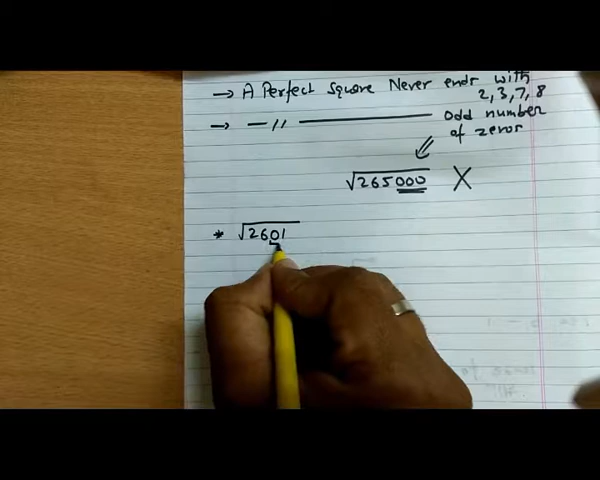 → A Perfect Square Never ends with
2, 3, 7, 8
→ — 〃 ———— odd number
of zeros
√265000 X
* √2601